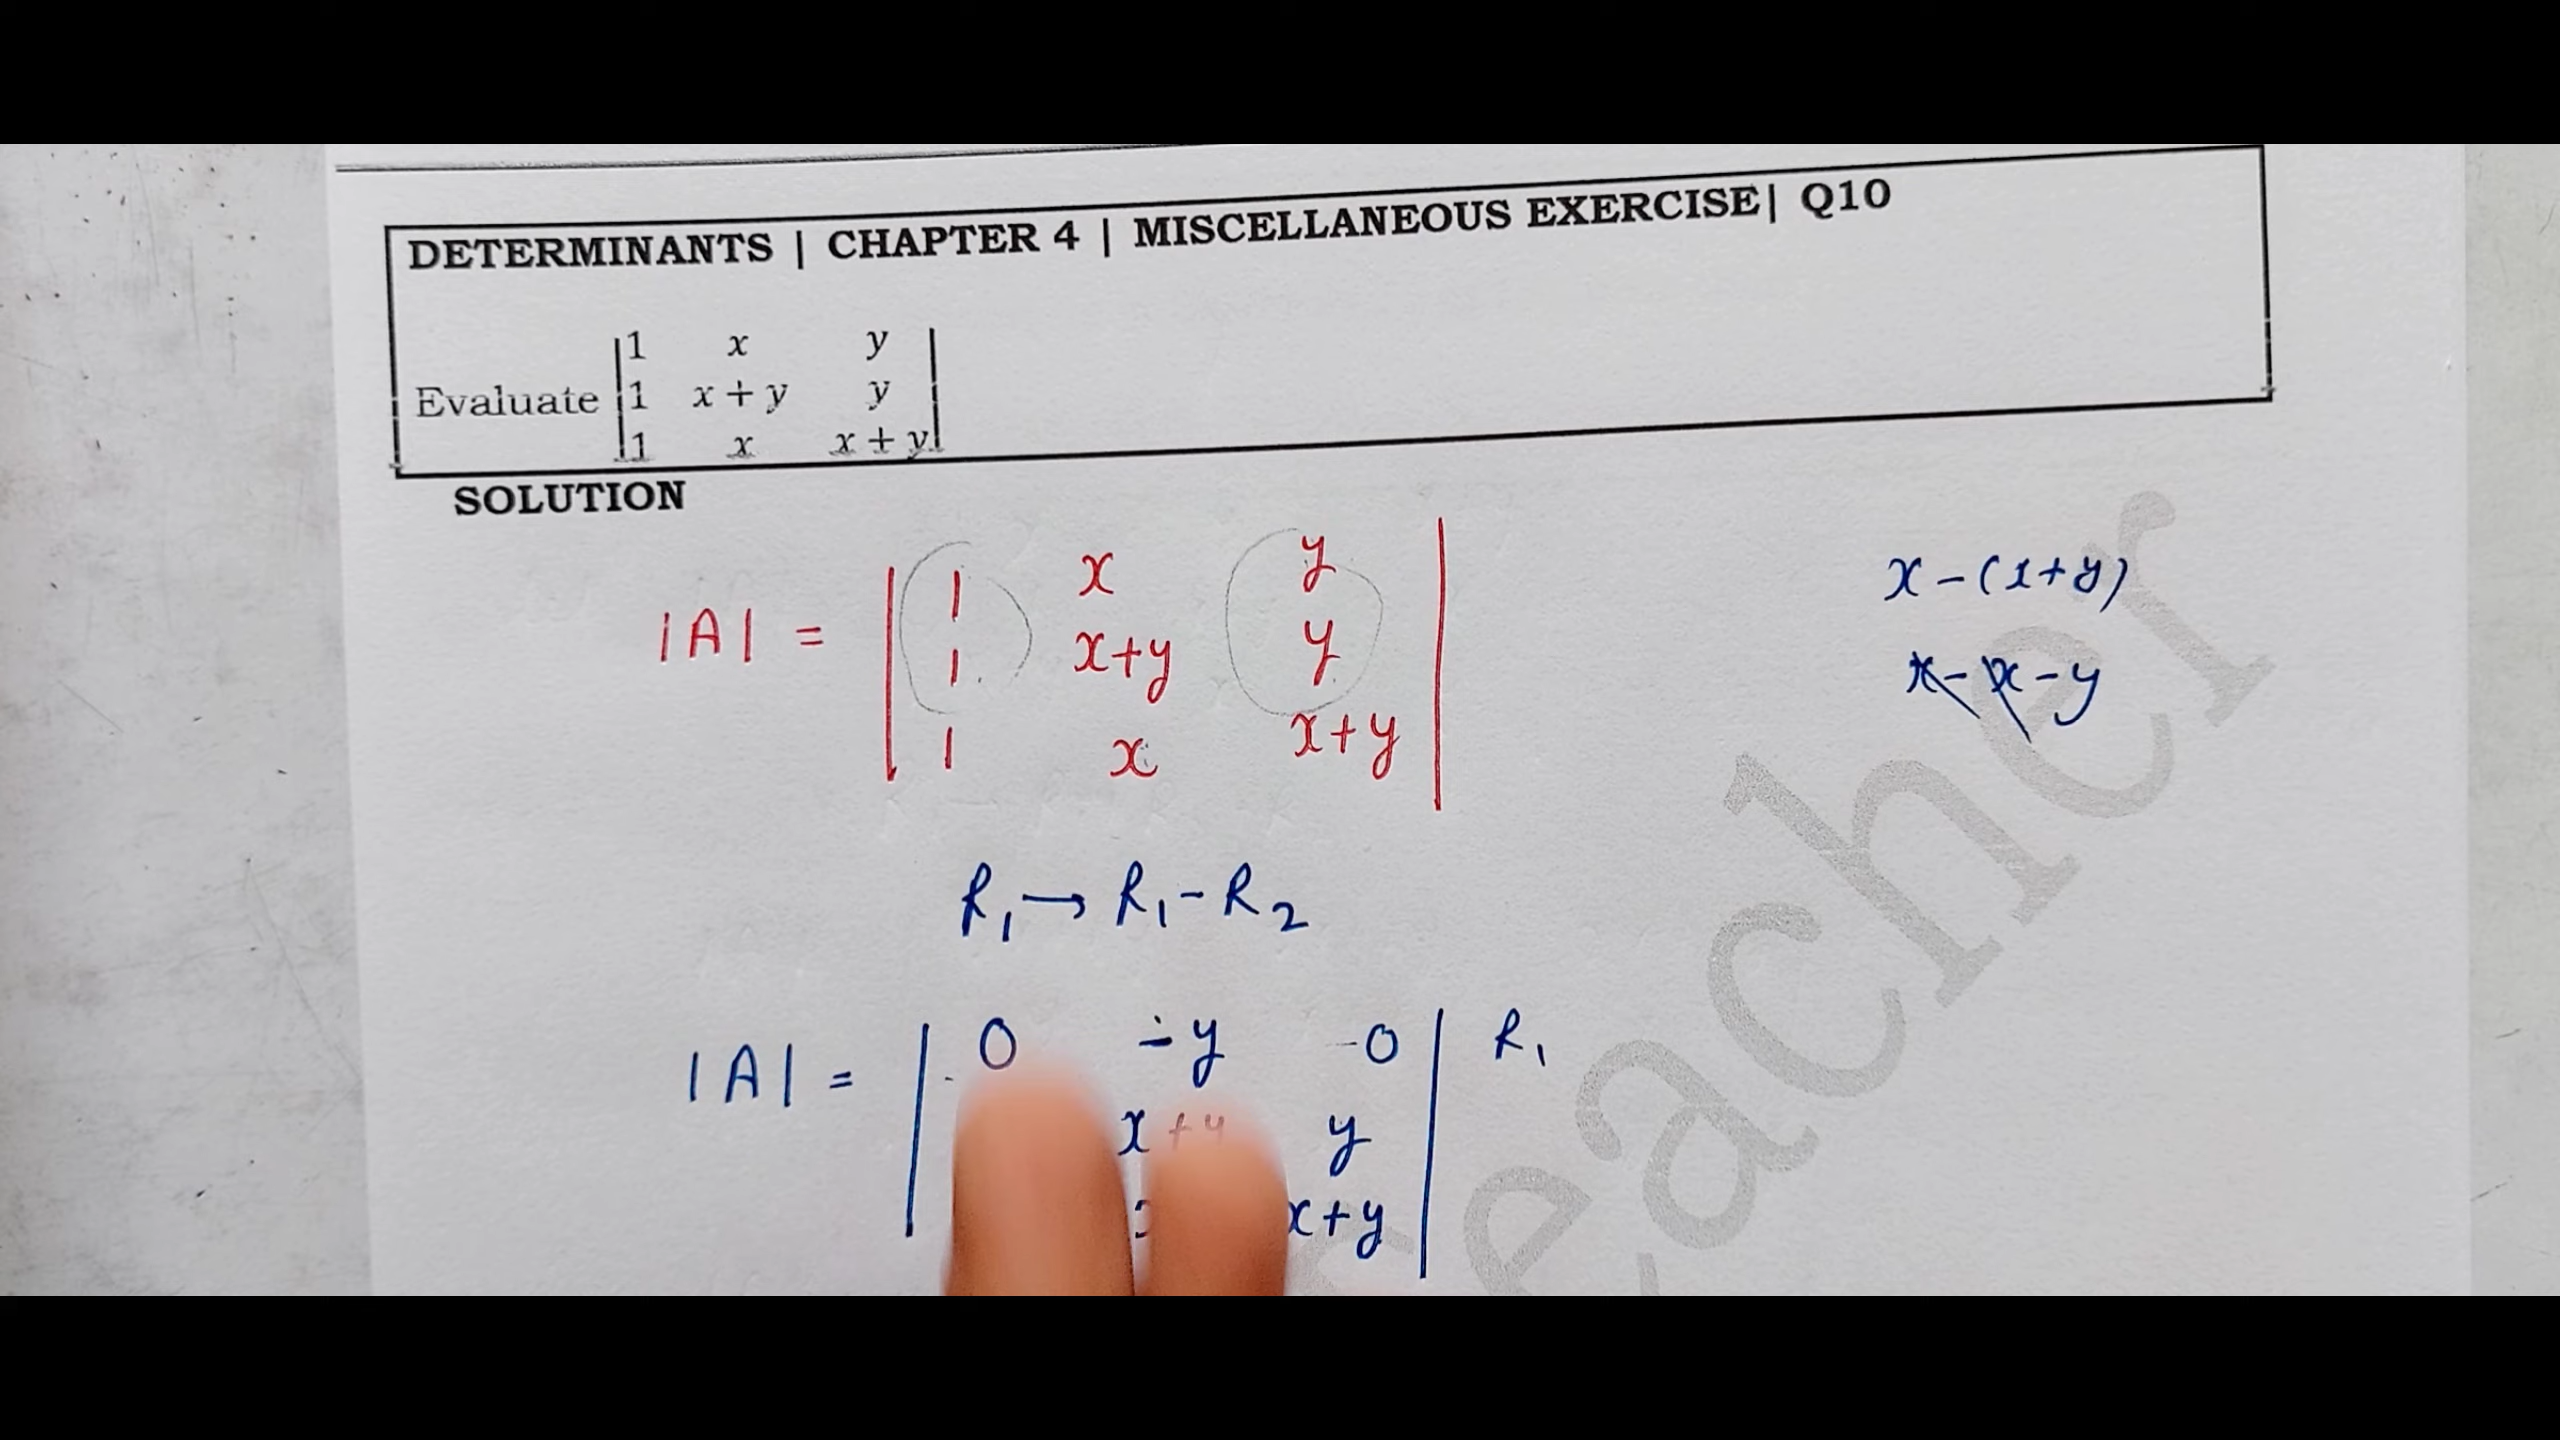 DETERMINANTS | CHAPTER 4 | MISCELLANEOUS EXERCISE| Q10
1 x y
Evaluate 1 x + y y
1 x x + y
SOLUTION
1 x y
|A| = 1 x+y y
1 x x+y
x - (x+y)
x - x - y
R1 → R1 - R2
|A| = 0 -y 0 R1
x+y y
x+y
eacher